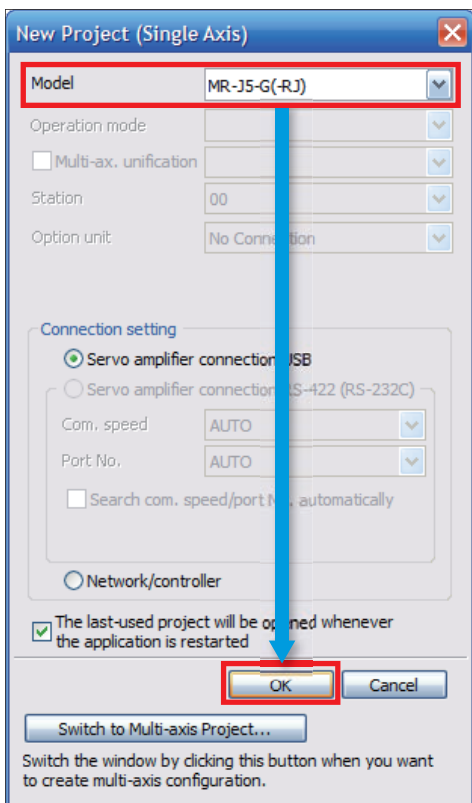 New Project (Single Axis)
Model MR-J5-G(-RJ)
Operation mode
Multi-ax. unification
Station 00
Option unit No Conne tion
Connection setting
Servo amplifier connection USB
Servo amplifier connection RS-422 (RS-232C)
Com. speed AUTO
Port No. AUTO
Search com. speed/port No. automatically
Network/controller
The last-used project will be opened whenever
the application is restarted
OK Cancel
Switch to Multi-axis Project...
Switch the window by clicking this button when you want
to create multi-axis configuration.